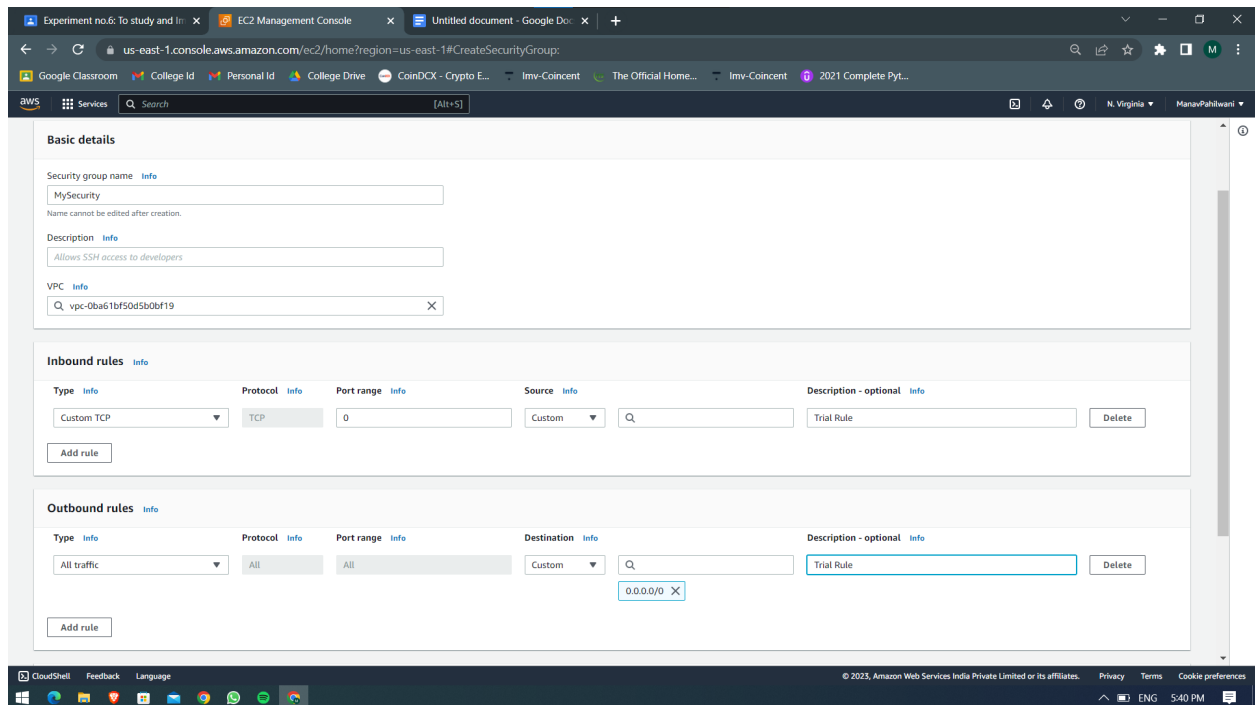 Experiment no.6: To study and Im
EC2 Management Console
Untitled document - Google Doc
us-east-1.console.aws.amazon.com/ec2/home?region=us-east-1#CreateSecurityGroup:
M
Google Classroom College Id Personal Id College Drive CoinDCX - Crypto E... Imv-Coincent The Official Home... Imv-Coincent 2021 Complete Pyt...
aws Services Search [Alt+S] N. Virginia ManavPahilwani
Basic details
Security group name Info
MySecurity
Name cannot be edited after creation.
Description Info
Allows SSH access to developers
VPC Info
vpc-0ba61bf50d5b0bf19
Inbound rules Info
Type Info Protocol Info Port range Info Source Info Description - optional Info
Custom TCP TCP 0 Custom Trial Rule Delete
Add rule
Outbound rules Info
Type Info Protocol Info Port range Info Destination Info Description - optional Info
All traffic All All Custom Trial Rule Delete
0.0.0.0/0
Add rule
CloudShell Feedback Language © 2023, Amazon Web Services India Private Limited or its affiliates. Privacy Terms Cookie preferences
ENG 5:40 PM